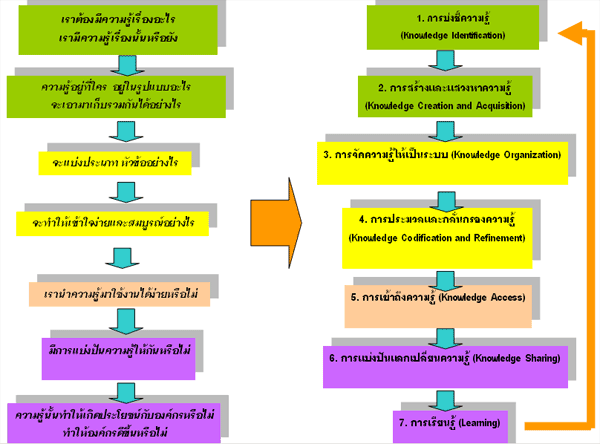 เราต้องมีความรู้เรื่องอะไร
เรามีความรู้เรื่องนั้นหรือยัง
ความรู้อยู่ที่ใคร อยู่ในรูปแบบอะไร
จะเอามาเก็บรวมกันได้อย่างไร
จะแบ่งประเภท หัวข้ออย่างไร
จะทำให้เข้าใจง่ายและสมบูรณ์อย่างไร
เรานำความรู้มาใช้งานได้ง่ายหรือไม่
มีการแบ่งปันความรู้ให้กันหรือไม่
ความรู้นั้นทำให้เกิดประโยชน์กับองค์กรหรือไม่
ทำให้องค์กรดีขึ้นหรือไม่
1. การบ่งชี้ความรู้
(Knowledge Identification)
2. การสร้างและแสวงหาความรู้
(Knowledge Creation and Acquisition)
3. การจัดความรู้ให้เป็นระบบ (Knowledge Organization)
4. การประมวลและกลั่นกรองความรู้
(Knowledge Codification and Refinement)
5. การเข้าถึงความรู้ (Knowledge Access)
6. การแบ่งปันแลกเปลี่ยนความรู้ (Knowledge Sharing)
7. การเรียนรู้ (Learning)